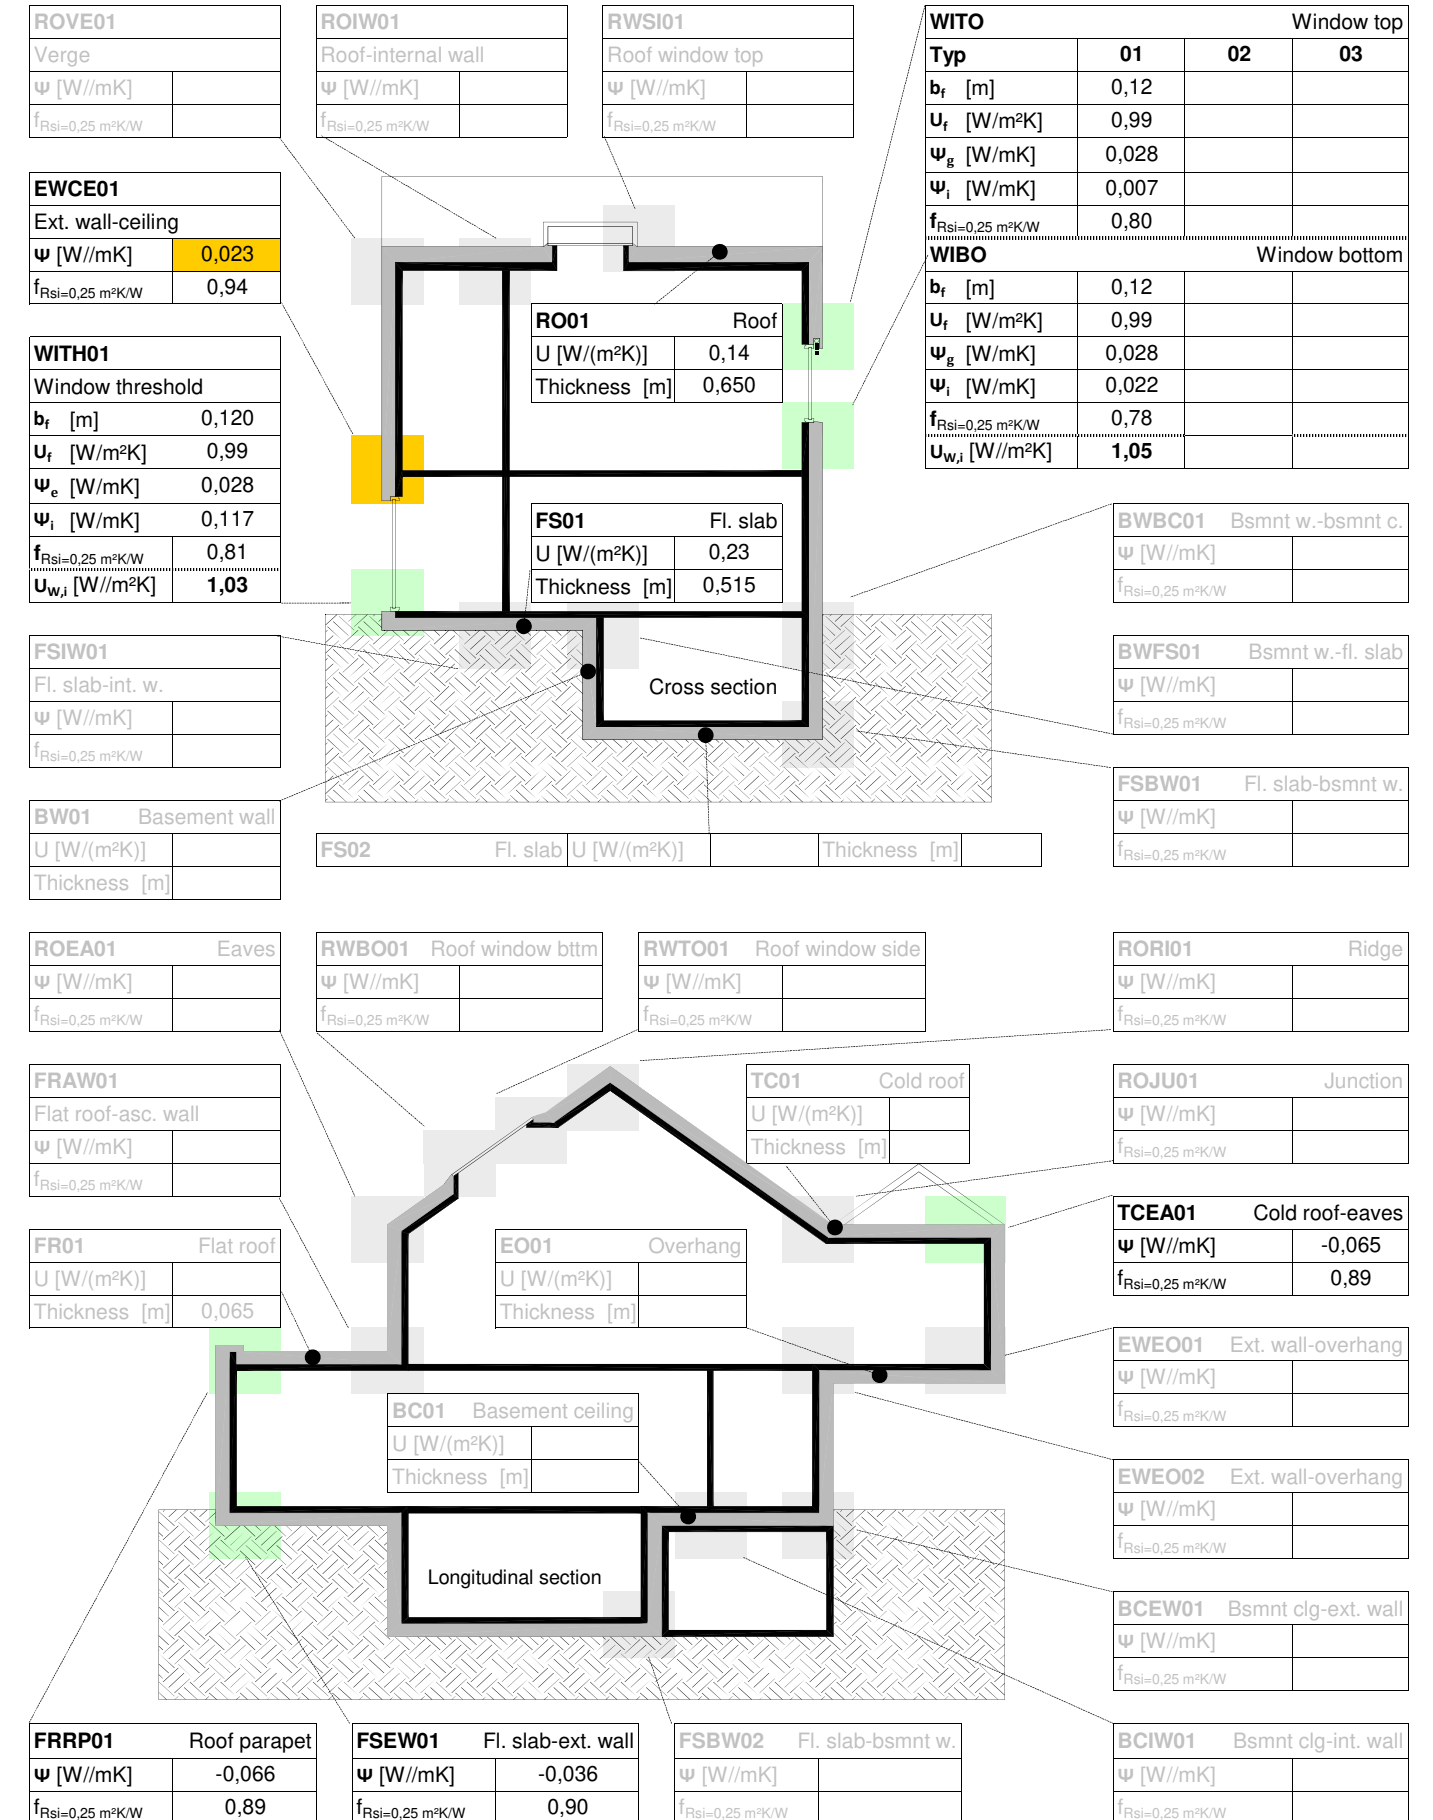 ROVE01
Verge
Ψ [W//mK]
fRsi=0,25 m²K/W
ROIW01
Roof-internal wall
Ψ [W//mK]
fRsi=0,25 m²K/W
RWSI01
Roof window top
Ψ [W//mK]
fRsi=0,25 m²K/W
WITO Window top
Typ 01 02 03
bf [m] 0,12
Uf [W/m²K] 0,99
Ψg [W/mK] 0,028
Ψi [W/mK] 0,007
fRsi=0,25 m²K/W 0,80
WIBO Window bottom
bf [m] 0,12
Uf [W/m²K] 0,99
Ψg [W/mK] 0,028
Ψi [W/mK] 0,022
fRsi=0,25 m²K/W 0,78
UW,i [W//m²K] 1,05
EWCE01
Ext. wall-ceiling
Ψ [W//mK] 0,023
fRsi=0,25 m²K/W 0,94
WITH01
Window threshold
bf [m] 0,120
Uf [W/m²K] 0,99
Ψe [W/mK] 0,028
Ψi [W/mK] 0,117
fRsi=0,25 m²K/W 0,81
UW,i [W//m²K] 1,03
RO01 Roof
U [W/(m²K)] 0,14
Thickness [m] 0,650
FS01 Fl. slab
U [W/(m²K)] 0,23
Thickness [m] 0,515
BWBC01 Bsmnt w.-bsmnt c.
Ψ [W//mK]
fRsi=0,25 m²K/W
FSIW01
Fl. slab-int. w.
Ψ [W//mK]
fRsi=0,25 m²K/W
Cross section
BWFS01 Bsmnt w.-fl. slab
Ψ [W//mK]
fRsi=0,25 m²K/W
FSBW01 Fl. slab-bsmnt w.
Ψ [W//mK]
fRsi=0,25 m²K/W
BW01 Basement wall
U [W/(m²K)]
Thickness [m]
FS02 Fl. slab U [W/(m²K)] Thickness [m]
ROEA01 Eaves
Ψ [W//mK]
fRsi=0,25 m²K/W
RWBO01 Roof window bttm
Ψ [W//mK]
fRsi=0,25 m²K/W
RWTO01 Roof window side
Ψ [W//mK]
fRsi=0,25 m²K/W
RORI01 Ridge
Ψ [W//mK]
fRsi=0,25 m²K/W
FRAW01
Flat roof-asc. wall
Ψ [W//mK]
fRsi=0,25 m²K/W
TC01 Cold roof
U [W/(m²K)]
Thickness [m]
ROJU01 Junction
Ψ [W//mK]
fRsi=0,25 m²K/W
TCEA01 Cold roof-eaves
Ψ [W//mK] -0,065
fRsi=0,25 m²K/W 0,89
FR01 Flat roof
U [W/(m²K)]
Thickness [m] 0,065
EO01 Overhang
U [W/(m²K)]
Thickness [m]
EWEO01 Ext. wall-overhang
Ψ [W//mK]
fRsi=0,25 m²K/W
BC01 Basement ceiling
U [W/(m²K)]
Thickness [m]
EWEO02 Ext. wall-overhang
Ψ [W//mK]
fRsi=0,25 m²K/W
Longitudinal section
BCEW01 Bsmnt clg-ext. wall
Ψ [W//mK]
fRsi=0,25 m²K/W
FRRP01 Roof parapet
Ψ [W//mK] -0,066
fRsi=0,25 m²K/W 0,89
FSEW01 Fl. slab-ext. wall
Ψ [W//mK] -0,036
fRsi=0,25 m²K/W 0,90
FSBW02 Fl. slab-bsmnt w.
Ψ [W//mK]
fRsi=0,25 m²K/W
BCIW01 Bsmnt clg-int. wall
Ψ [W//mK]
fRsi=0,25 m²K/W